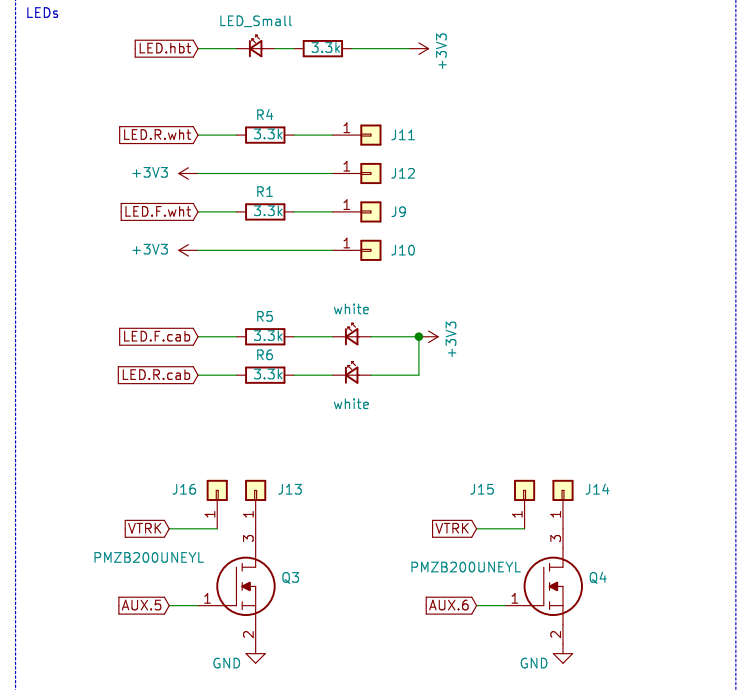 LEDs
LED_Small
LED.hbt
3.3k
+3V3
R4
LED.R.wht
3.3k
1
J11
+3V3
1
J12
R1
LED.F.wht
3.3k
1
J9
+3V3
1
J10
R5
white
LED.F.cab
3.3k
+3V3
R6
LED.R.cab
3.3k
white
J16
J13
J15
J14
1
1
1
1
VTRK
3
VTRK
3
PMZB200UNEYL
PMZB200UNEYL
Q3
Q4
AUX.5
1
AUX.6
1
2
2
GND
GND